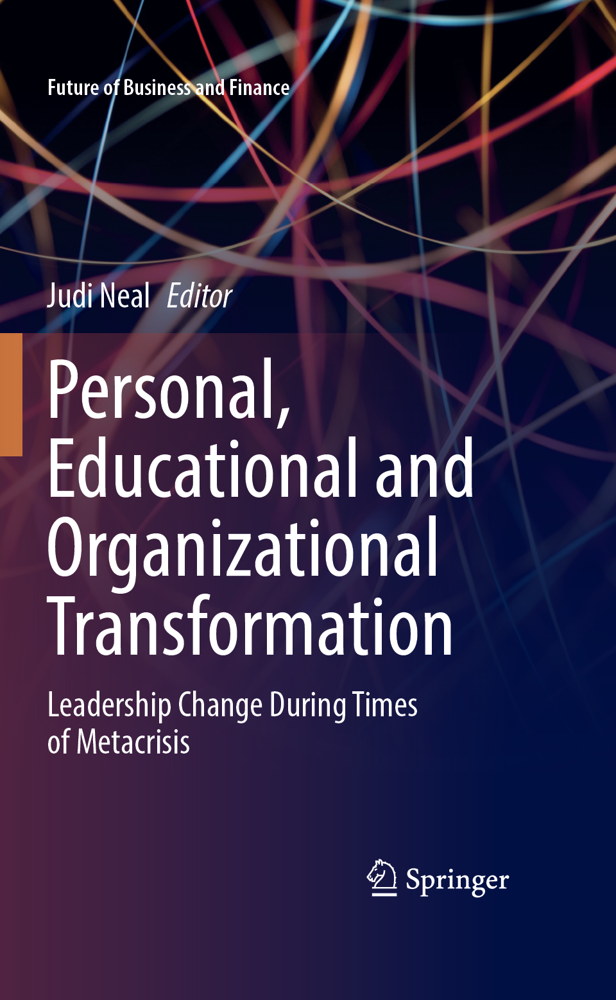 Future of Business and Finance
Judi Neal Editor
Personal,
Educational and
Organizational
Transformation
Leadership Change During Times
of Metacrisis
Springer